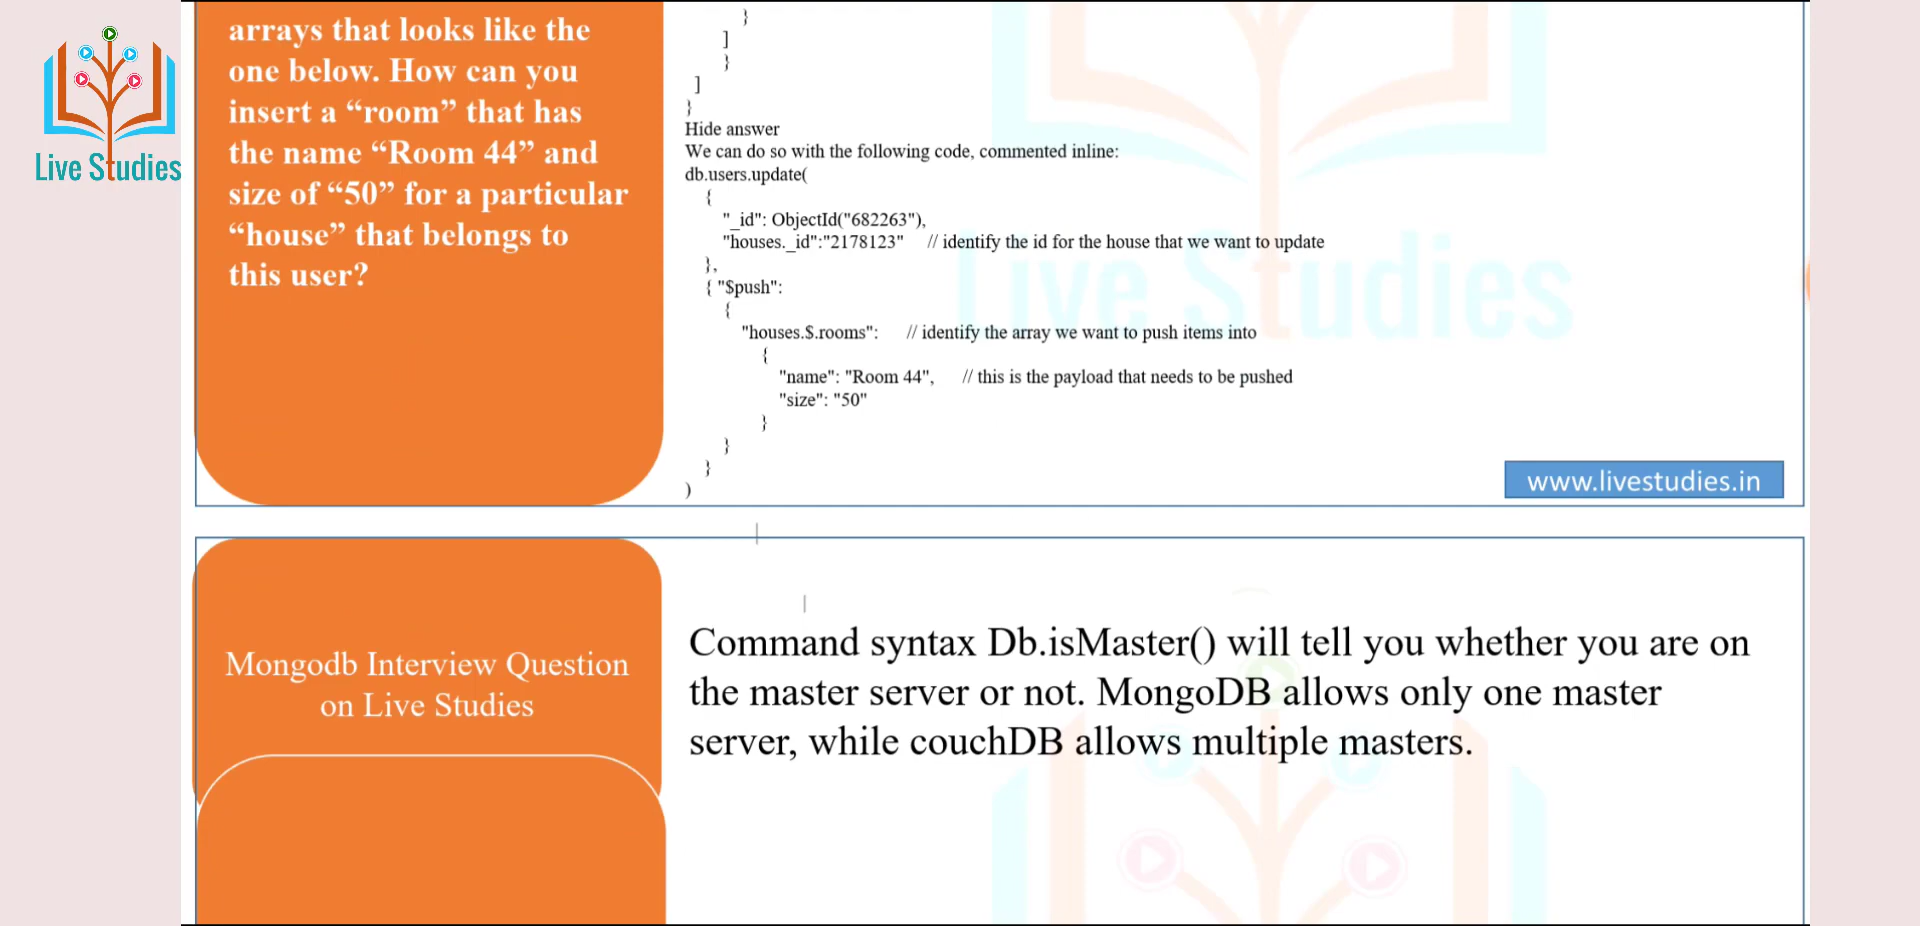 Live Studies
arrays that looks like the
one below. How can you
insert a “room” that has
the name “Room 44” and
size of “50” for a particular
“house” that belongs to
this user?
}
]
}
]
}
Hide answer
We can do so with the following code, commented inline:
db.users.update(
{
"_id": ObjectId("682263"),
"houses._id":"2178123" // identify the id for the house that we want to update
},
{ "$push":
{
"houses.$.rooms": // identify the array we want to push items into
{
"name": "Room 44", // this is the payload that needs to be pushed
"size": "50"
}
}
}
)
Live Studies
www.livestudies.in
Mongodb Interview Question
on Live Studies
Command syntax Db.isMaster() will tell you whether you are on
the master server or not. MongoDB allows only one master
server, while couchDB allows multiple masters.